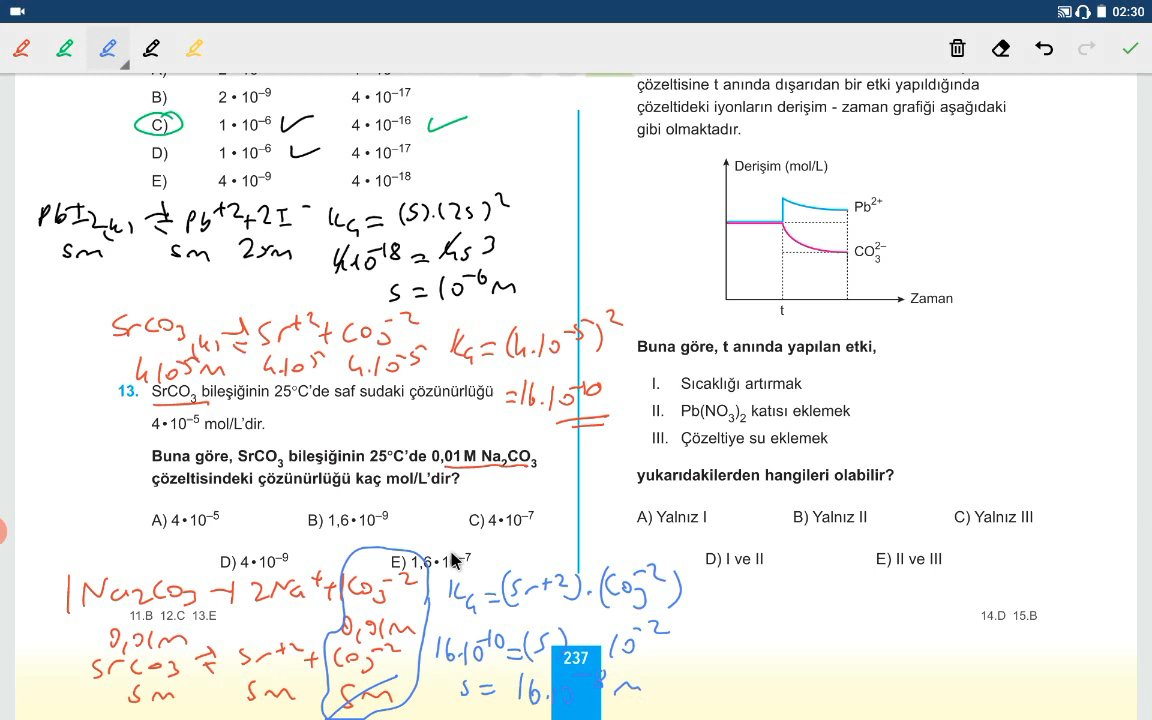 02:30
B) 2 • 10⁻⁹ 4 • 10⁻¹⁷
C) 1 • 10⁻⁶ ✓ 4 • 10⁻¹⁶ ✓
D) 1 • 10⁻⁶ ✓ 4 • 10⁻¹⁷
E) 4 • 10⁻⁹ 4 • 10⁻¹⁸
PbI₂(k) ⇌ Pb⁺² + 2I⁻ Kçç = (s).(2s)²
sm sm 2sm 4.10⁻¹⁸ = 4s³
s = 10⁻⁶ M
SrCO₃(k) ⇌ Sr⁺² + CO₃⁻² Kçç = (4.10⁻⁵)²
4.10⁻⁵ M 4.10⁻⁵ 4.10⁻⁵
= 16.10⁻¹⁰
13. SrCO₃ bileşiğinin 25°C'de saf sudaki çözünürlüğü
4 • 10⁻⁵ mol/L'dir.
Buna göre, SrCO₃ bileşiğinin 25°C'de 0,01 M Na₂CO₃
çözeltisindeki çözünürlüğü kaç mol/L'dir?
A) 4 • 10⁻⁵ B) 1,6 • 10⁻⁹ C) 4 • 10⁻⁷
D) 4 • 10⁻⁹ E) 1,6 • 10⁻⁷
1Na₂CO₃ → 2Na⁺ + 1CO₃⁻² Kçç = (Sr⁺²).(CO₃⁻²)
11.B 12.C 13.E
0,01M 0,01M
SrCO₃ ⇌ Sr⁺² + CO₃⁻² 16.10⁻¹⁰ = (s) 10⁻²
sm sm sm s = 16.10⁻⁸ M
237
çözeltisine t anında dışarıdan bir etki yapıldığında
çözeltideki iyonların derişim - zaman grafiği aşağıdaki
gibi olmaktadır.
Derişim (mol/L)
Pb²⁺
CO₃²⁻
Zaman
t
Buna göre, t anında yapılan etki,
I. Sıcaklığı artırmak
II. Pb(NO₃)₂ katısı eklemek
III. Çözeltiye su eklemek
yukarıdakilerden hangileri olabilir?
A) Yalnız I B) Yalnız II C) Yalnız III
D) I ve II E) II ve III
14.D 15.B